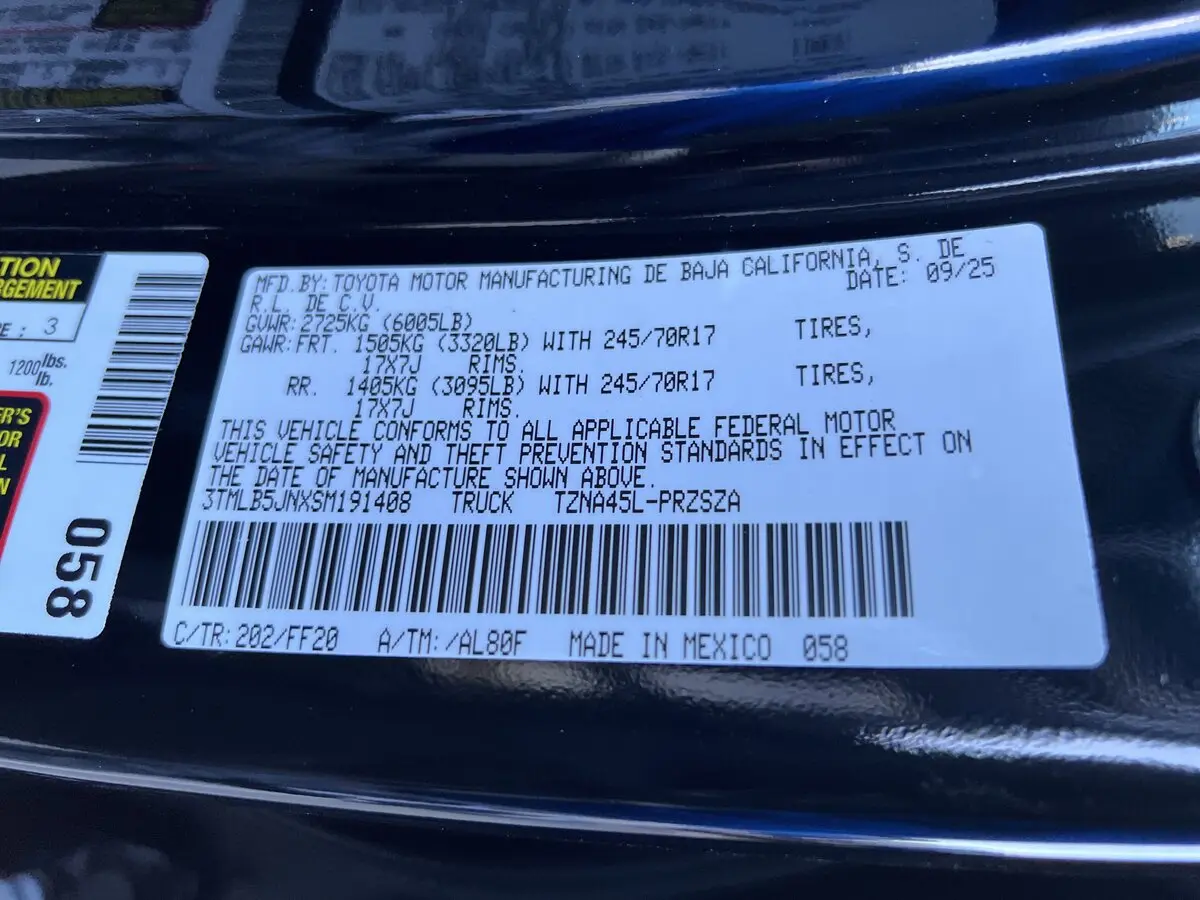 TION
RGEMENT
E: 3
1200 lbs.
lb.
ER'S
OR
L
N
058
MFD.BY:TOYOTA MOTOR MANUFACTURING DE BAJA CALIFORNIA, S. DE
R.L. DE C.V. DATE: 09/25
GVWR:2725KG (6005LB)
GAWR:FRT. 1505KG (3320LB) WITH 245/70R17 TIRES,
17X7J RIMS.
RR. 1405KG (3095LB) WITH 245/70R17 TIRES,
17X7J RIMS.
THIS VEHICLE CONFORMS TO ALL APPLICABLE FEDERAL MOTOR
VEHICLE SAFETY AND THEFT PREVENTION STANDARDS IN EFFECT ON
THE DATE OF MANUFACTURE SHOWN ABOVE.
3TMLB5JNXSM191408 TRUCK TZNA45L-PRZSZA
C/TR:202/FF20 A/TM:/AL80F MADE IN MEXICO 058